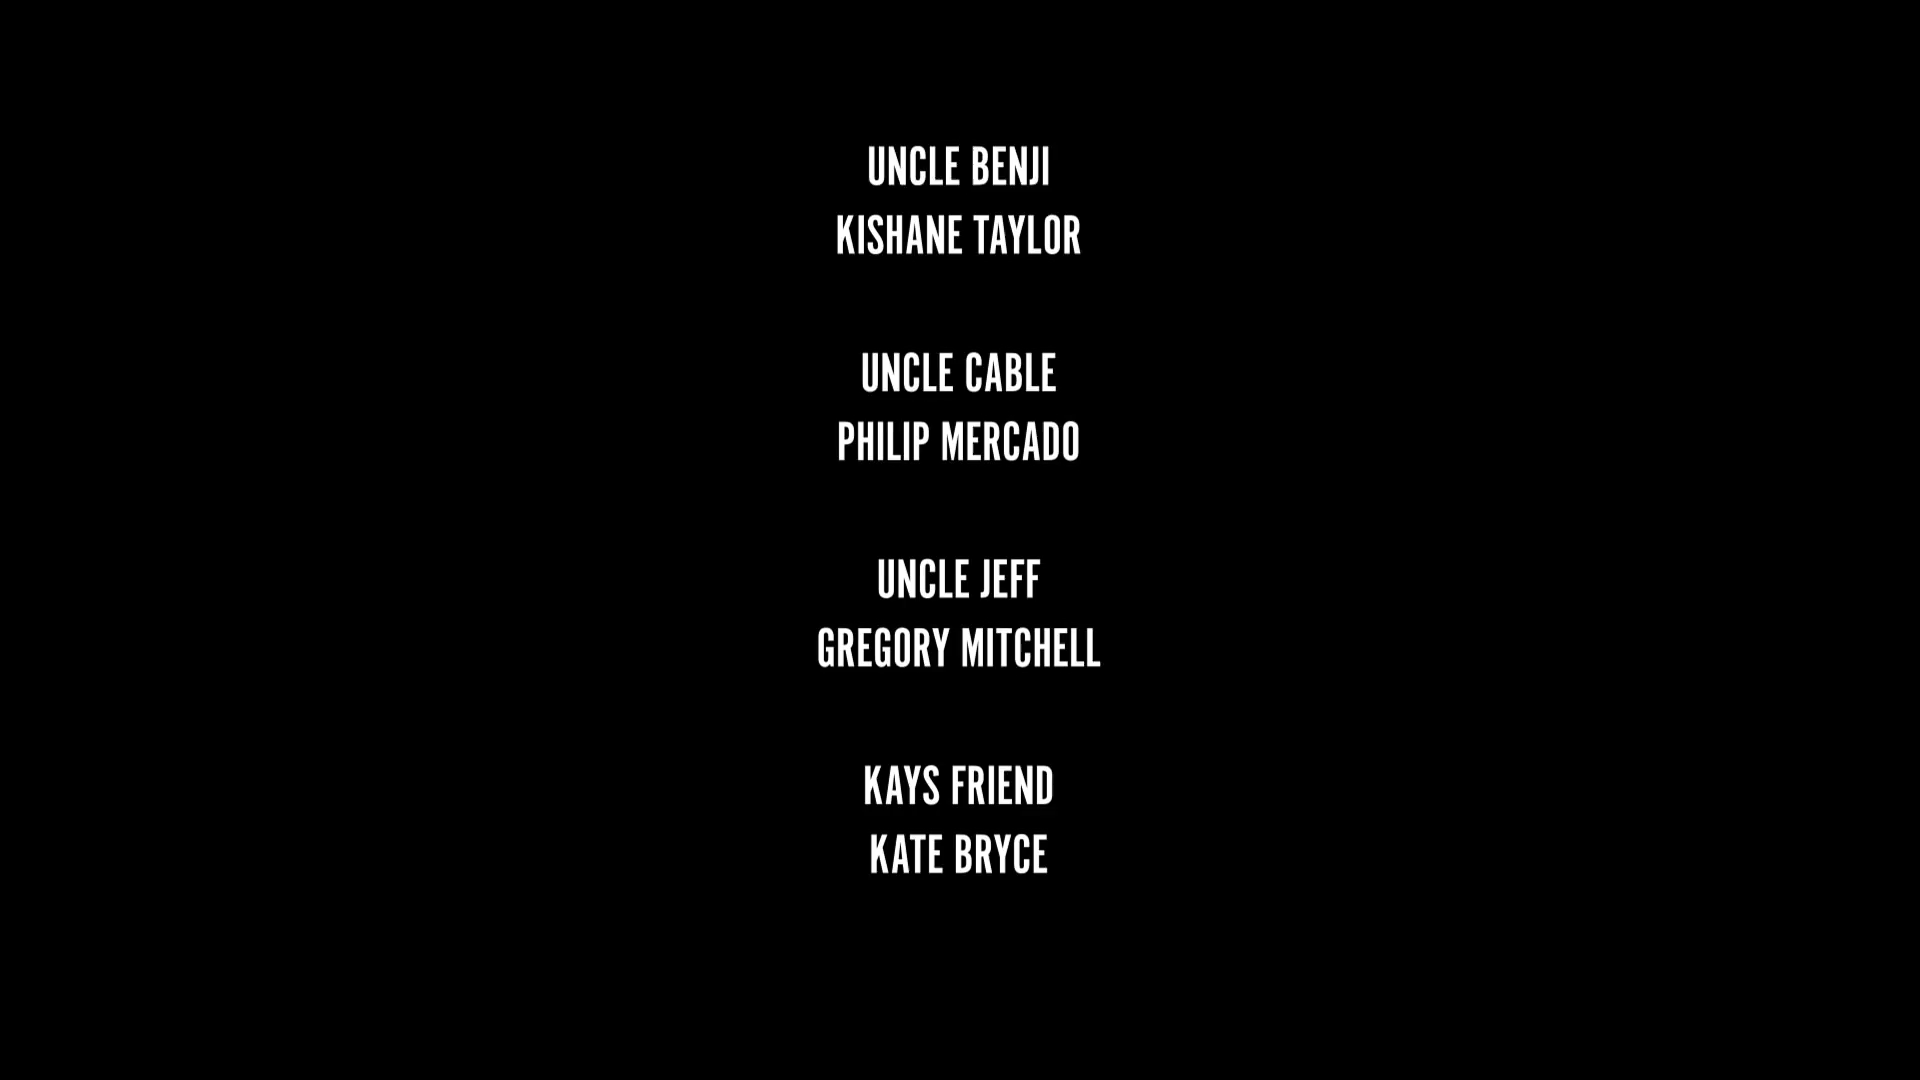 UNCLE BENJI
KISHANE TAYLOR
UNCLE CABLE
PHILIP MERCADO
UNCLE JEFF
GREGORY MITCHELL
KAYS FRIEND
KATE BRYCE